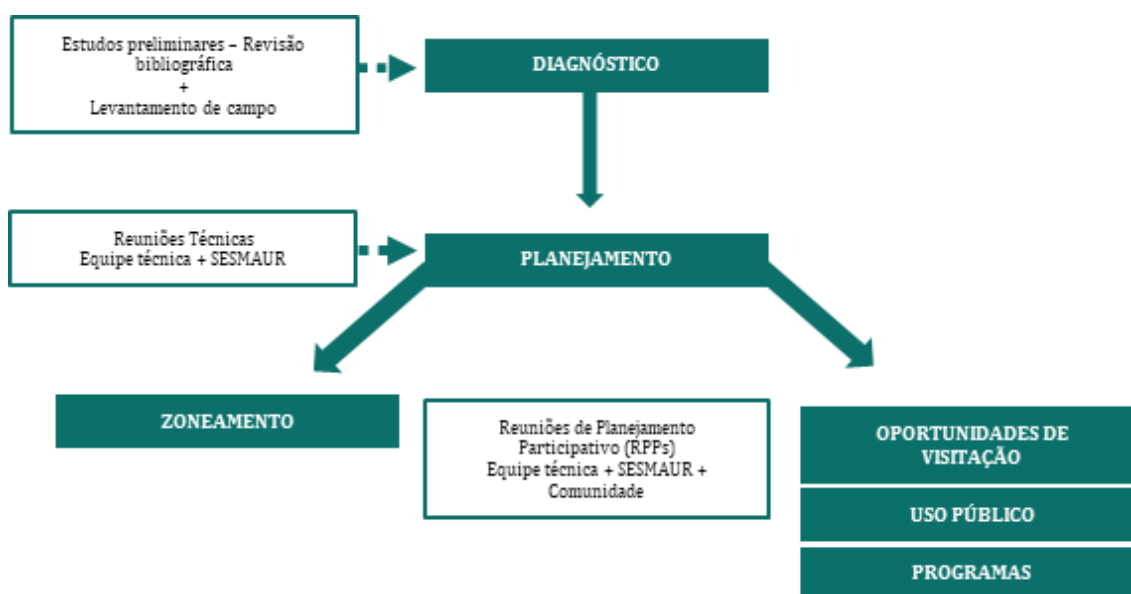 Estudos preliminares – Revisão
bibliográfica
+
Levantamento de campo
DIAGNÓSTICO
Reuniões Técnicas
Equipe técnica + SESMAUR
PLANEJAMENTO
ZONEAMENTO
Reuniões de Planejamento
Participativo (RPPs)
Equipe técnica + SESMAUR +
Comunidade
OPORTUNIDADES DE
VISITAÇÃO
USO PÚBLICO
PROGRAMAS